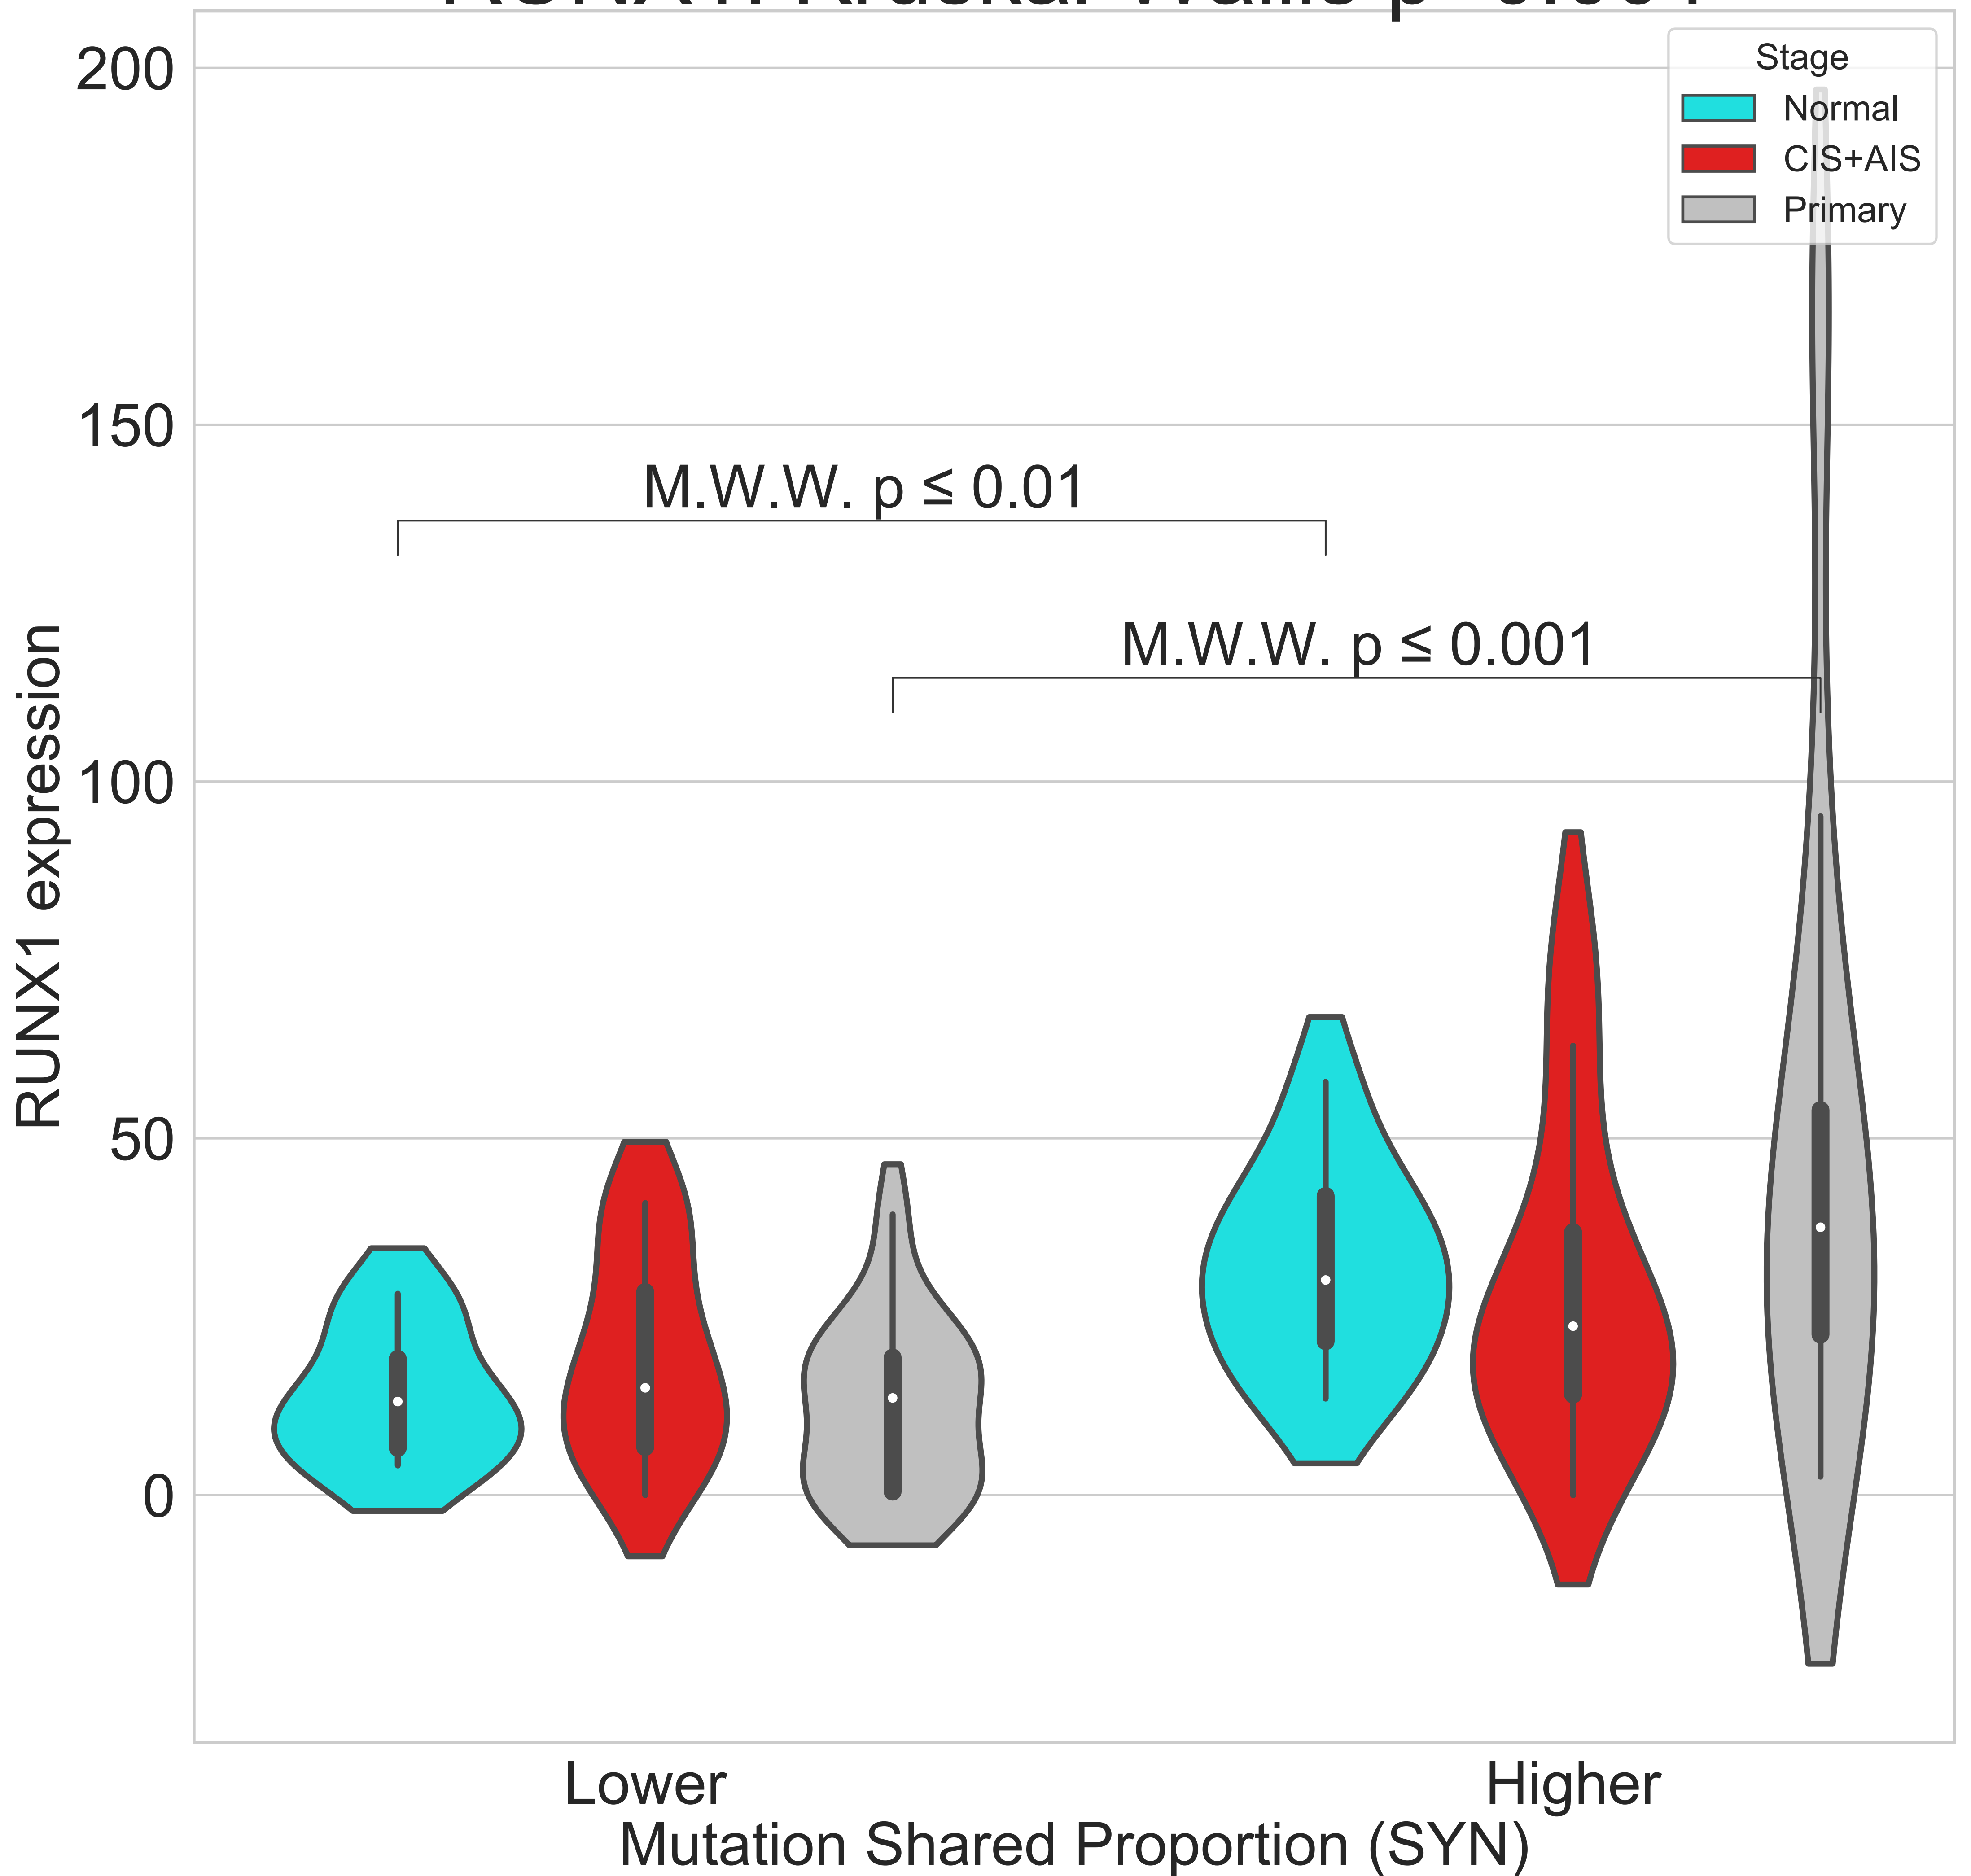 Stage
Normal
CIS+AIS
Primary
200
150
100
50
0
M.W.W. p ≤ 0.01
M.W.W. p ≤ 0.001
RUNX1 expression
Lower
Higher
Mutation Shared Proportion (SYN)